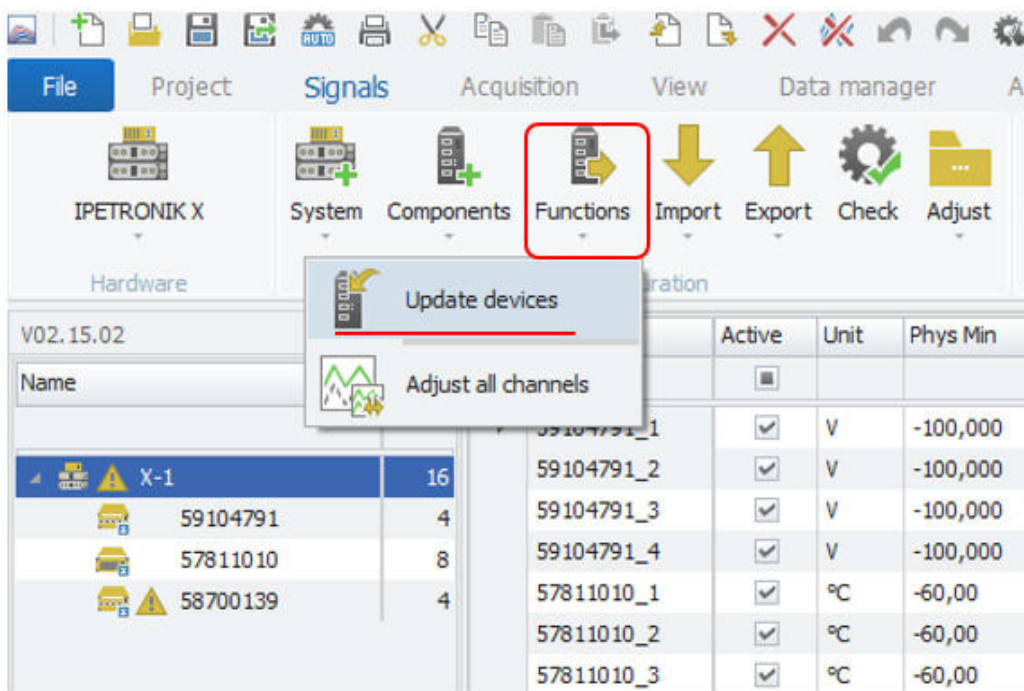 AUTO
File Project Signals Acquisition View Data manager A
IPETRONIK X System Components Functions Import Export Check Adjust
Hardware uration
Update devices
Adjust all channels
V02.15.02 Active Unit Phys Min
Name
59104791_1 V -100,000
59104791_2 V -100,000
X-1 16
59104791_3 V -100,000
59104791 4
59104791_4 V -100,000
57811010 8
57811010_1 °C -60,00
58700139 4
57811010_2 °C -60,00
57811010_3 °C -60,00